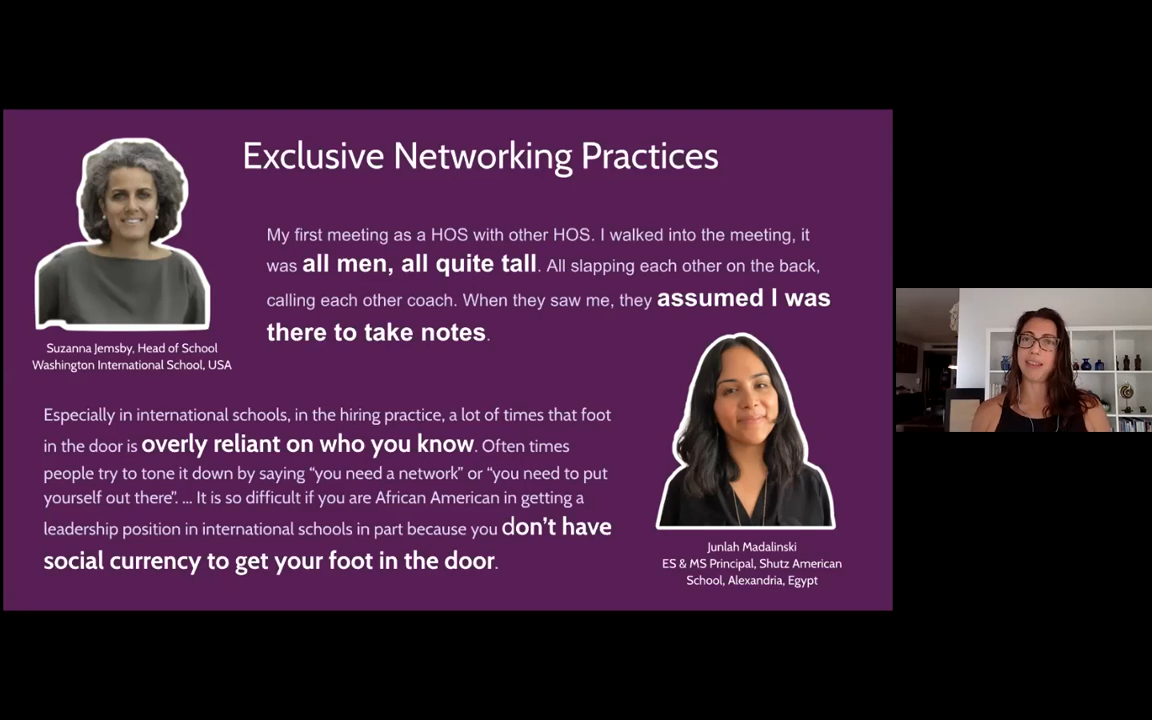 Exclusive Networking Practices
My first meeting as a HOS with other HOS. I walked into the meeting, it
was all men, all quite tall. All slapping each other on the back,
calling each other coach. When they saw me, they assumed I was
there to take notes.
Suzanna Jemsby, Head of School
Washington International School, USA
Especially in international schools, in the hiring practice, a lot of times that foot
in the door is overly reliant on who you know. Often times
people try to tone it down by saying “you need a network” or “you need to put
yourself out there”. ... It is so difficult if you are African American in getting a
leadership position in international schools in part because you don’t have
social currency to get your foot in the door.
Junlah Madalinski
ES & MS Principal, Shutz American
School, Alexandria, Egypt